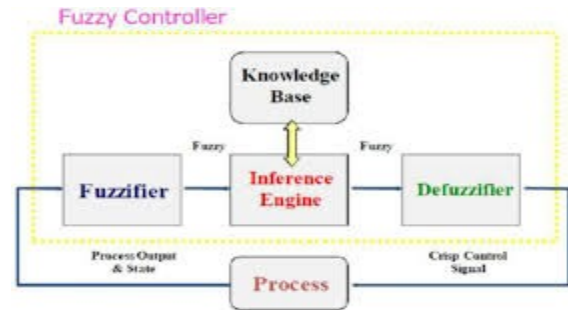 Fuzzy Controller
Knowledge
Base
Fuzzy
Fuzzy
Fuzzifier
Inference
Engine
Defuzzifier
Process Output
& State
Crisp Control
Signal
Process